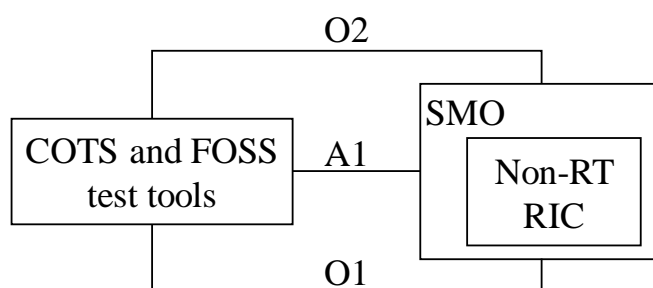 O2
SMO
COTS and FOSS
test tools
A1
Non-RT
RIC
O1